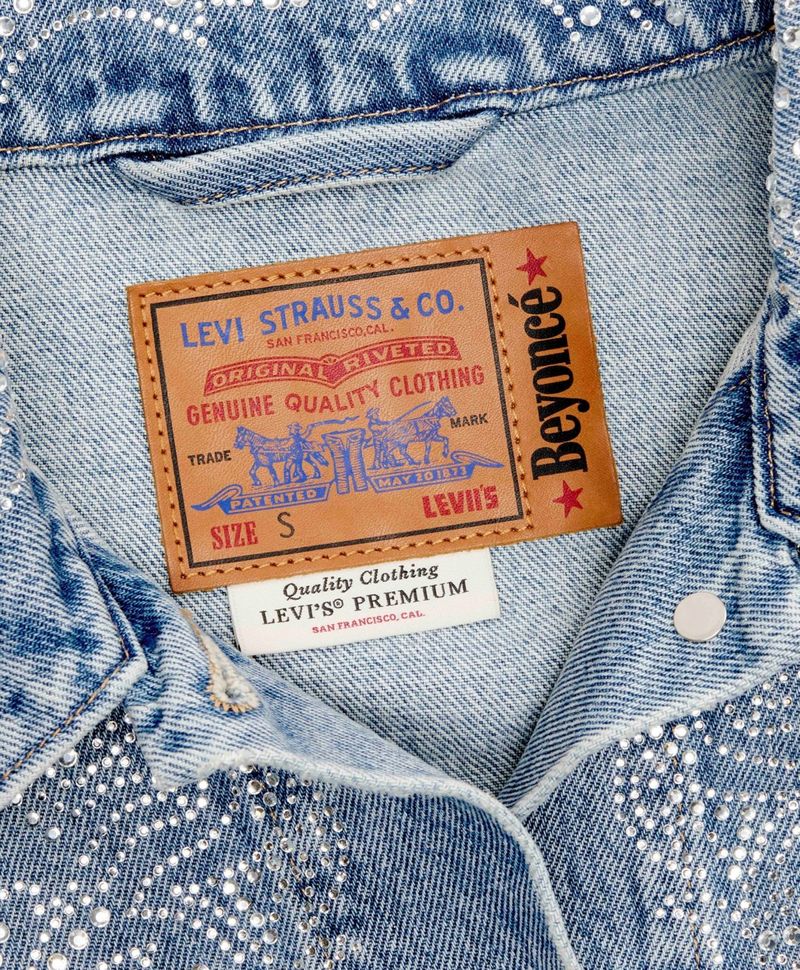 LEVI STRAUSS & CO.
SAN FRANCISCO, CAL.
ORIGINAL RIVETED
GENUINE QUALITY CLOTHING
TRADE MARK
PATENTED MAY 20 1873
LEVII'S
SIZE S
Beyoncé
Quality Clothing
LEVI'S® PREMIUM
SAN FRANCISCO, CAL.